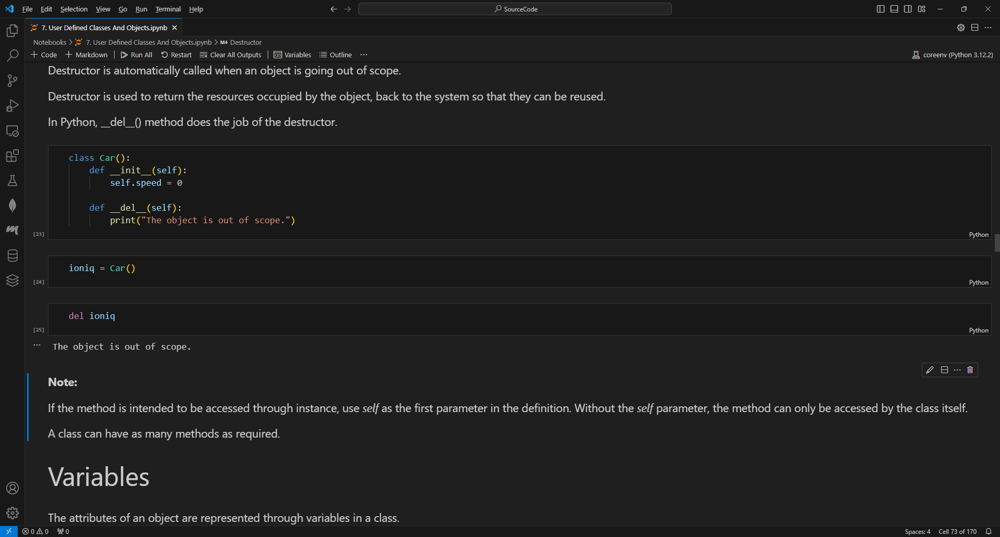 File Edit Selection View Go Run Terminal Help
SourceCode
7. User Defined Classes And Objects.ipynb
Notebooks > 7. User Defined Classes And Objects.ipynb > M Destructor
+ Code + Markdown | Run All Restart Clear All Outputs | Variables Outline ...
coreenv (Python 3.12.2)
Destructor is automatically called when an object is going out of scope.
Destructor is used to return the resources occupied by the object, back to the system so that they can be reused.
In Python, __del__() method does the job of the destructor.
class Car():
    def __init__(self):
        self.speed = 0
    def __del__(self):
        print("The object is out of scope.")
[23]
Python
ioniq = Car()
[24]
Python
del ioniq
[25]
Python
... The object is out of scope.
Note:
If the method is intended to be accessed through instance, use self as the first parameter in the definition. Without the self parameter, the method can only be accessed by the class itself.
A class can have as many methods as required.
Variables
The attributes of an object are represented through variables in a class.
0 0 0
Spaces: 4 Cell 73 of 170